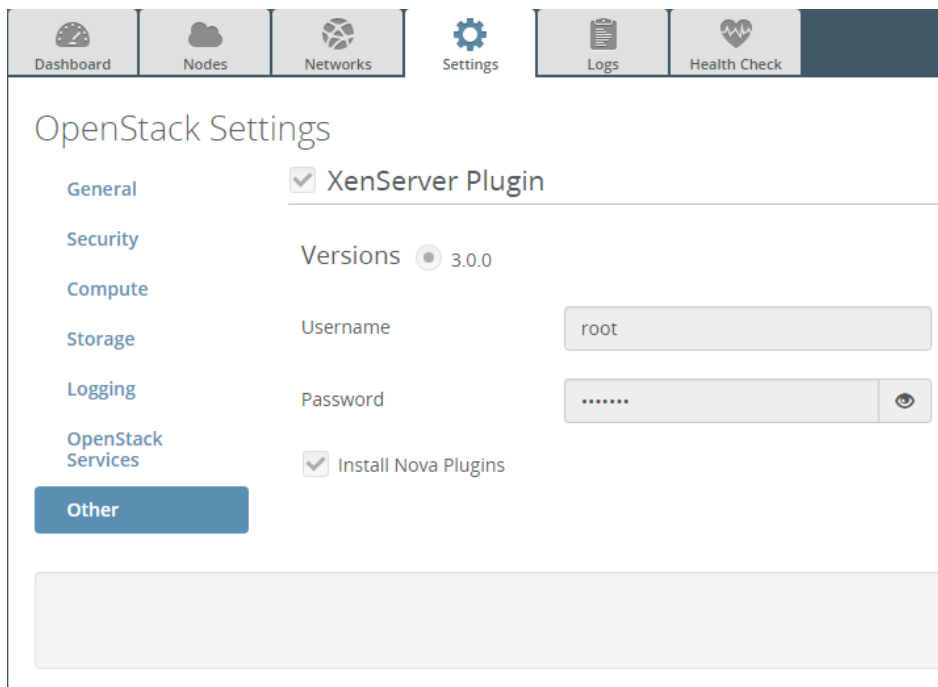 Dashboard
Nodes
Networks
Settings
Logs
Health Check
OpenStack Settings
General
Security
Compute
Storage
Logging
OpenStack
Services
Other
XenServer Plugin
Versions 3.0.0
Username root
Password •••••••
Install Nova Plugins